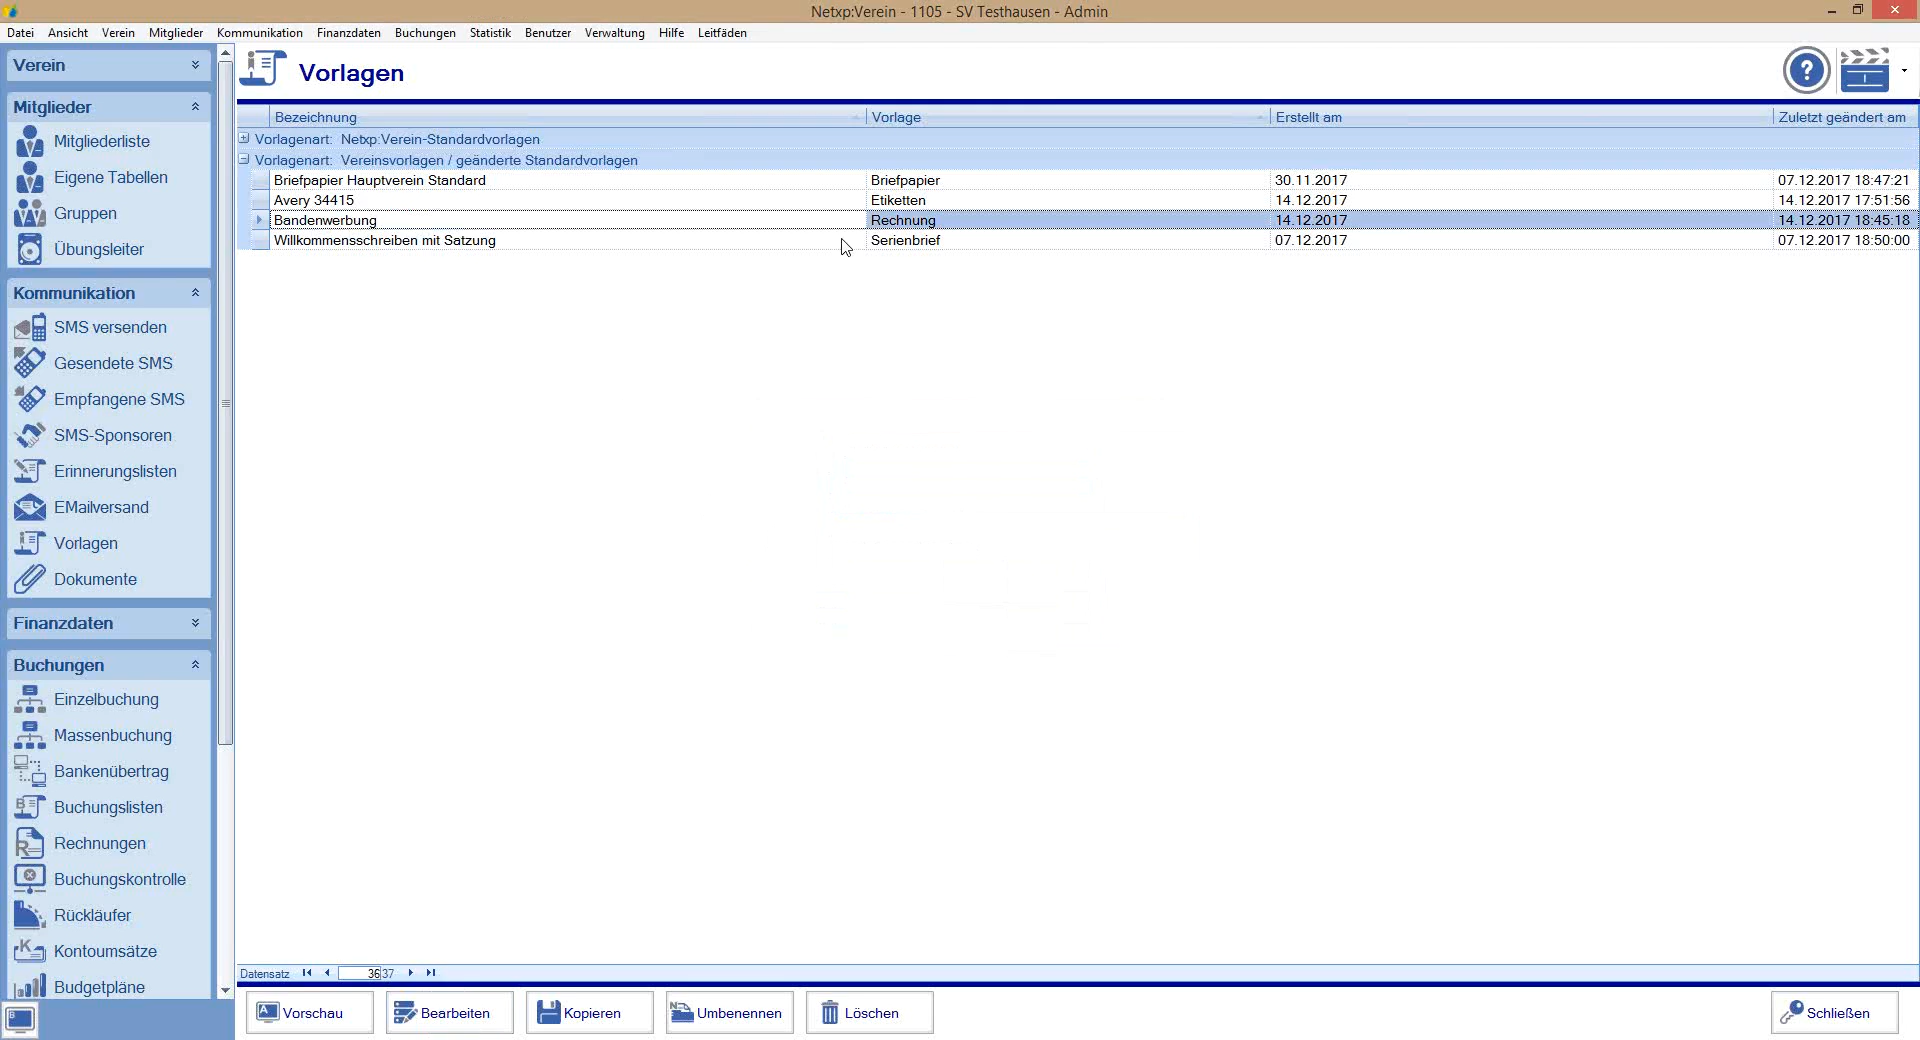 Netxp:Verein - 1105 - SV Testhausen - Admin
Datei Ansicht Verein Mitglieder Kommunikation Finanzdaten Buchungen Statistik Benutzer Verwaltung Hilfe Leitfäden
Verein
Mitglieder
Mitgliederliste
Eigene Tabellen
Gruppen
Übungsleiter
Kommunikation
SMS versenden
Gesendete SMS
Empfangene SMS
SMS-Sponsoren
Erinnerungslisten
EMailversand
Vorlagen
Dokumente
Finanzdaten
Buchungen
Einzelbuchung
Massenbuchung
Bankenübertrag
Buchungslisten
Rechnungen
Buchungskontrolle
Rückläufer
Kontoumsätze
Budgetpläne
Vorlagen
Bezeichnung Vorlage Erstellt am Zuletzt geändert am
Vorlagenart: Netxp:Verein-Standardvorlagen
Vorlagenart: Vereinsvorlagen / geänderte Standardvorlagen
Briefpapier Hauptverein Standard Briefpapier 30.11.2017 07.12.2017 18:47:21
Avery 34415 Etiketten 14.12.2017 14.12.2017 17:51:56
Bandenwerbung Rechnung 14.12.2017 14.12.2017 18:45:18
Willkommensschreiben mit Satzung Serienbrief 07.12.2017 07.12.2017 18:50:00
Datensatz 36 37
Vorschau Bearbeiten Kopieren Umbenennen Löschen Schließen